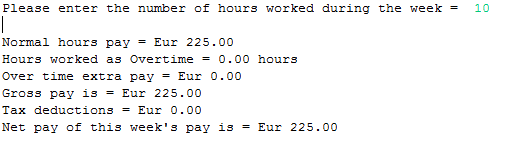 Please enter the number of hours worked during the week =  10
Normal hours pay = Eur 225.00
Hours worked as Overtime = 0.00 hours
Over time extra pay = Eur 0.00
Gross pay is = Eur 225.00
Tax deductions = Eur 0.00
Net pay of this week's pay is = Eur 225.00